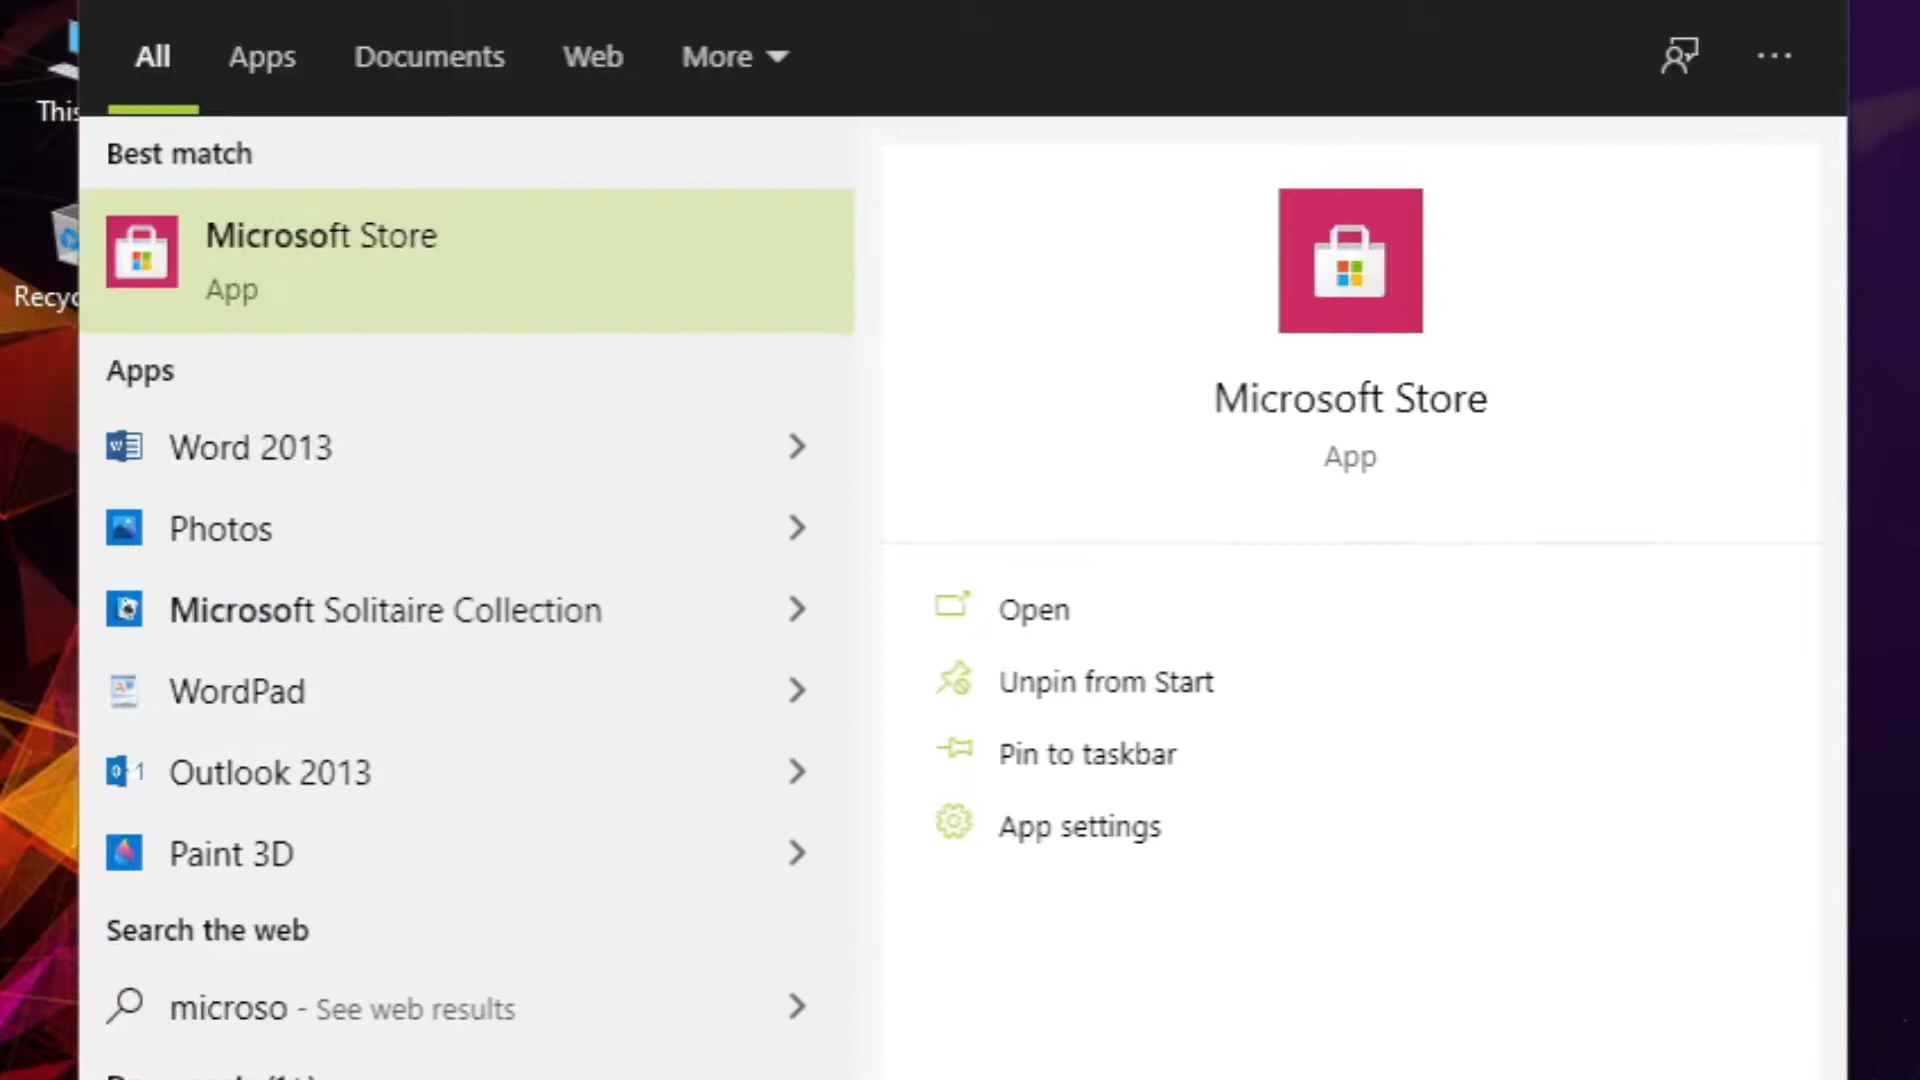 All Apps Documents Web More
This
Recyc
Best match
Microsoft Store
App
Apps
Word 2013
Photos
Microsoft Solitaire Collection
WordPad
Outlook 2013
Paint 3D
Search the web
microso - See web results
Microsoft Store
App
Open
Unpin from Start
Pin to taskbar
App settings